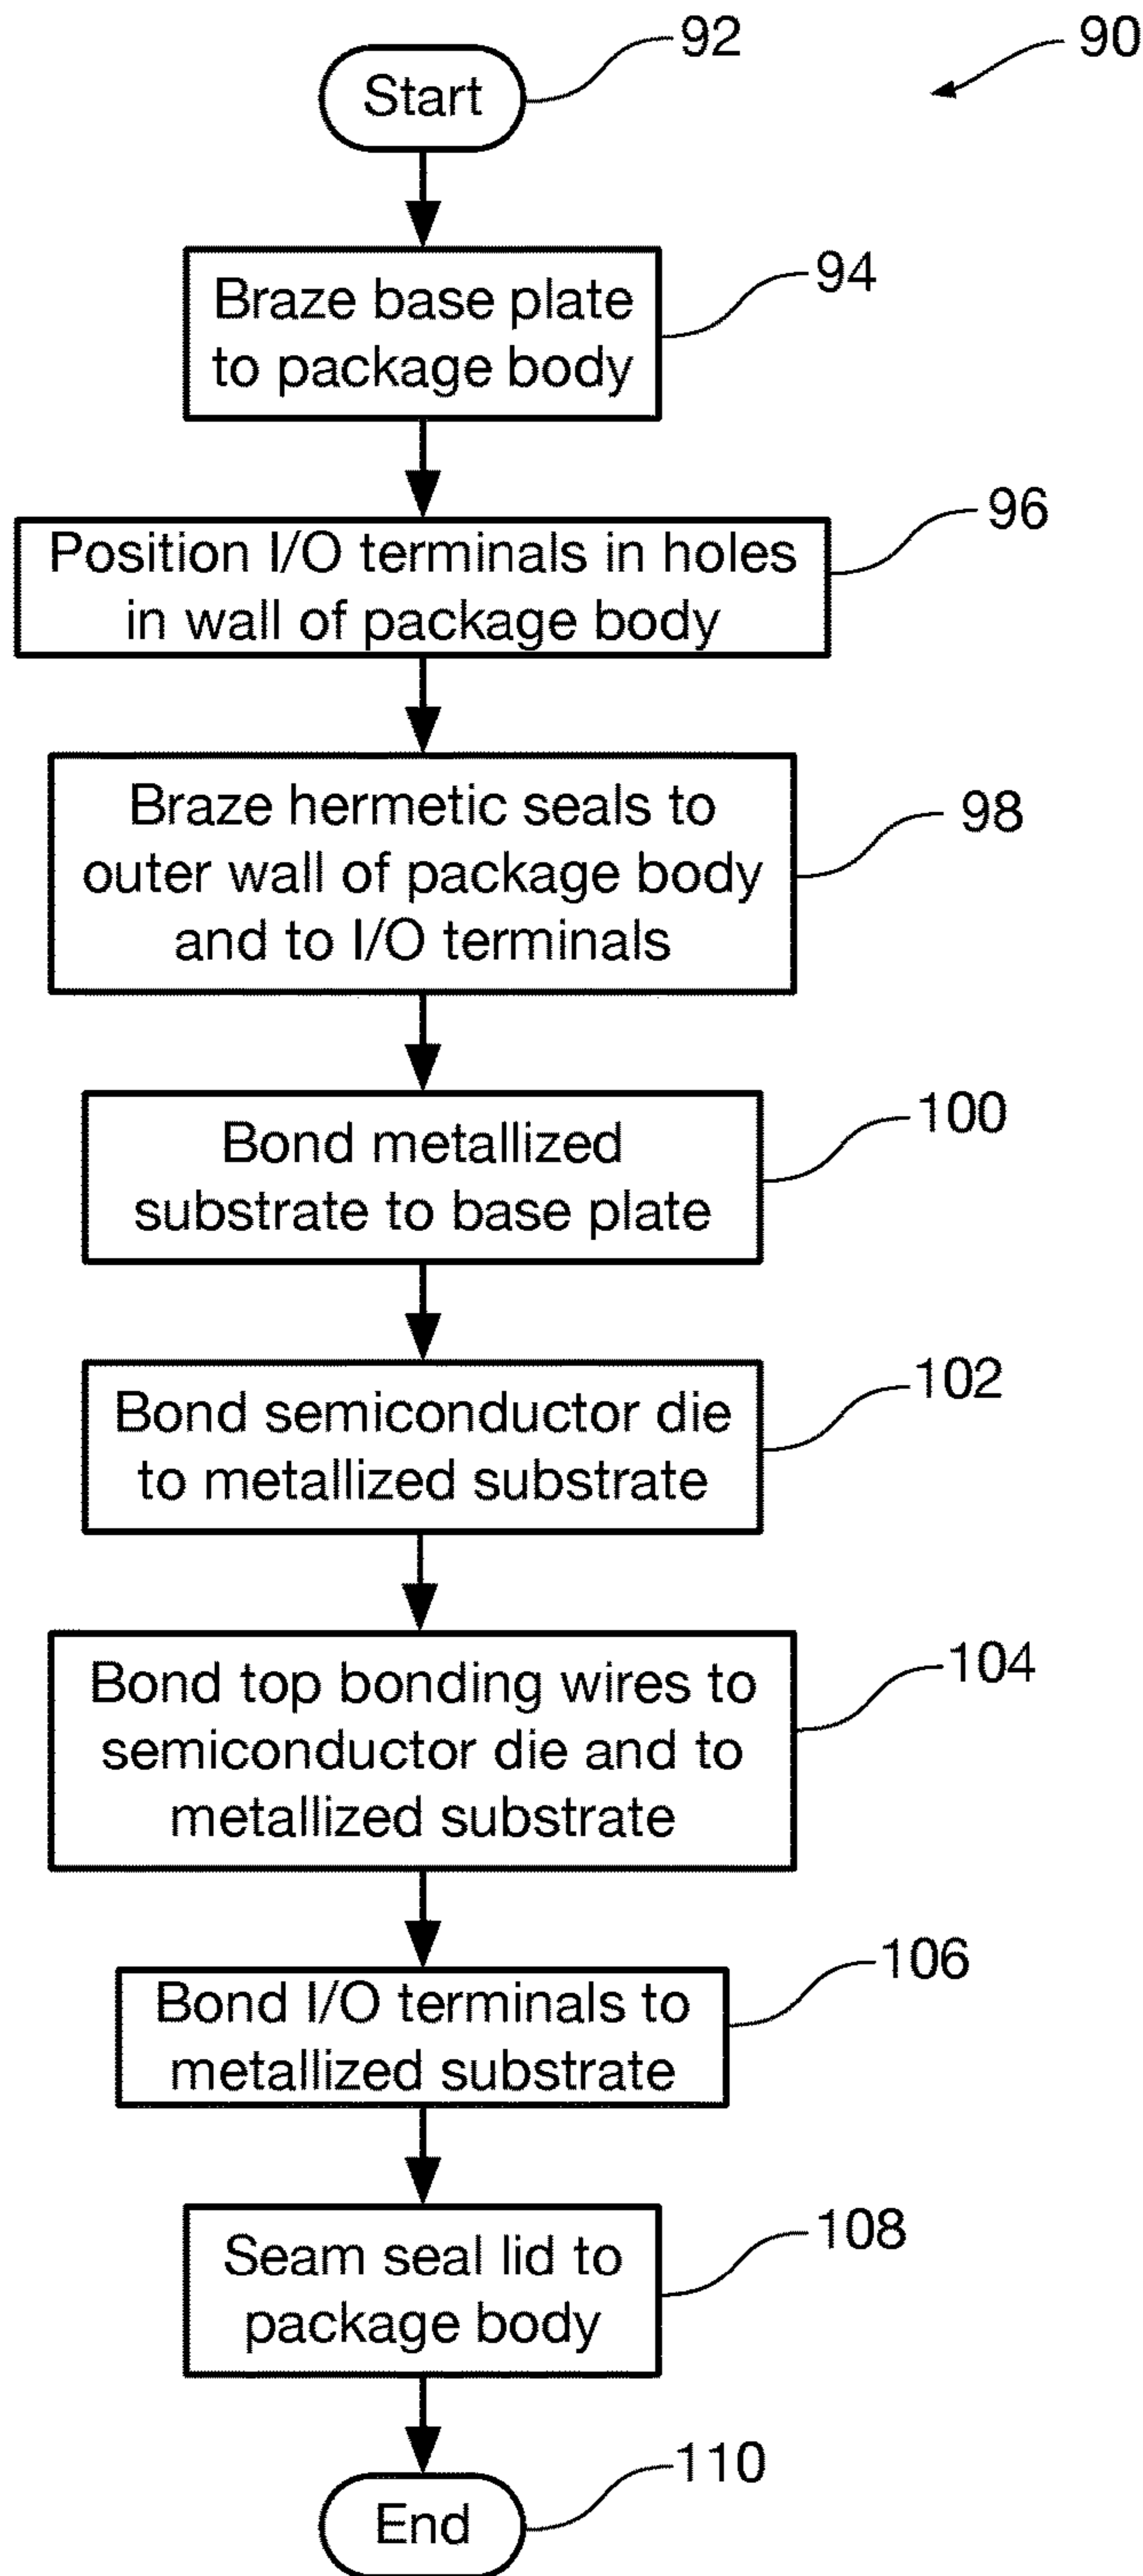 90
Start
92
Braze base plate
to package body
94
Position I/O terminals in holes
in wall of package body
96
Braze hermetic seals to
outer wall of package body
and to I/O terminals
98
Bond metallized
substrate to base plate
100
Bond semiconductor die
to metallized substrate
102
Bond top bonding wires to
semiconductor die and to
metallized substrate
104
Bond I/O terminals to
metallized substrate
106
Seam seal lid to
package body
108
End
110